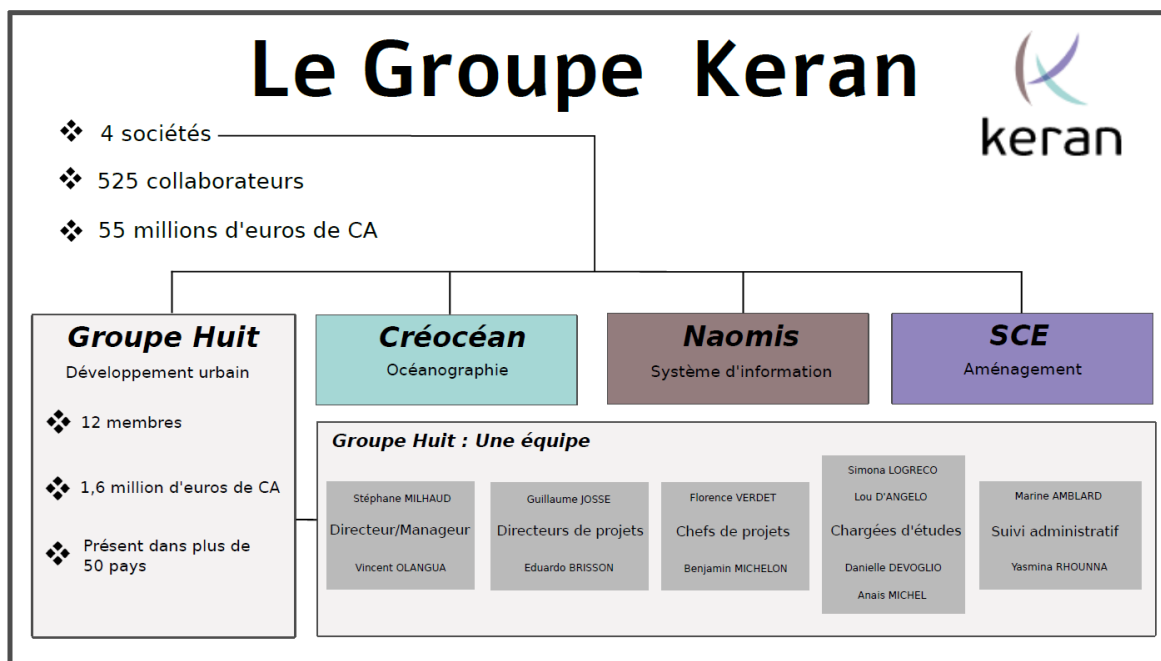 Le Groupe Keran
keran
4 sociétés
525 collaborateurs
55 millions d'euros de CA
Groupe Huit
Développement urbain
12 membres
1,6 million d'euros de CA
Présent dans plus de
50 pays
Créocéan
Océanographie
Naomis
Système d'information
SCE
Aménagement
Groupe Huit : Une équipe
Stéphane MILHAUD
Directeur/Manageur
Vincent OLANGUA
Guillaume JOSSE
Directeurs de projets
Eduardo BRISSON
Florence VERDET
Chefs de projets
Benjamin MICHELON
Simona LOGRECO
Lou D'ANGELO
Chargées d'études
Danielle DEVOGLIO
Anais MICHEL
Marine AMBLARD
Suivi administratif
Yasmina RHOUNNA